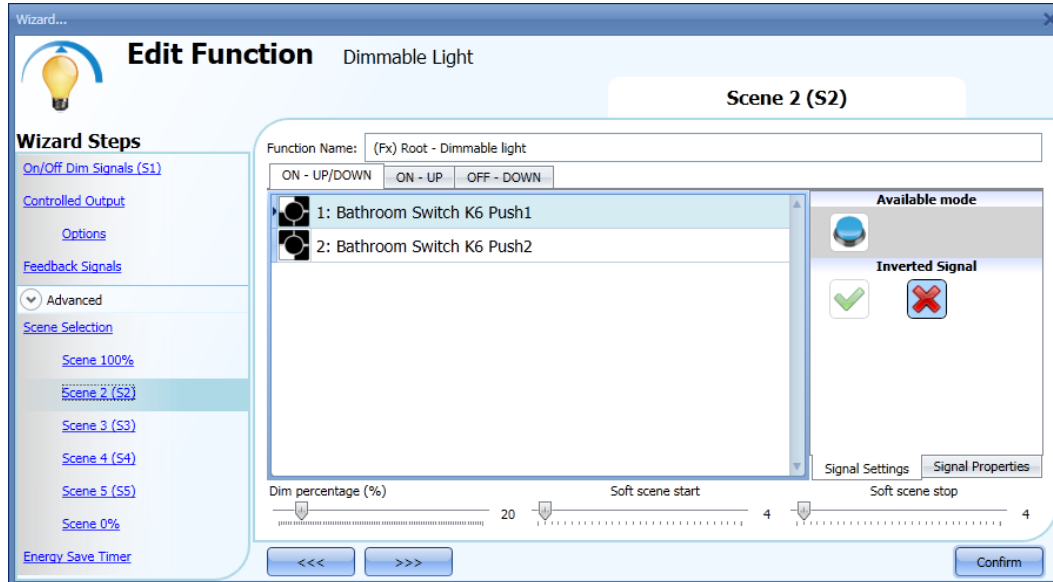 Wizard...
Edit Function Dimmable Light
Scene 2 (S2)
Wizard Steps
On/Off Dim Signals (S1)
Controlled Output
Options
Feedback Signals
Advanced
Scene Selection
Scene 100%
Scene 2 (S2)
Scene 3 (S3)
Scene 4 (S4)
Scene 5 (S5)
Scene 0%
Energy Save Timer
Function Name: (Fx) Root - Dimmable light
ON - UP/DOWN ON - UP OFF - DOWN
1: Bathroom Switch K6 Push1
2: Bathroom Switch K6 Push2
Available mode
Inverted Signal
Signal Settings Signal Properties
Dim percentage (%) Soft scene start Soft scene stop
20 4 4
<<< >>> Confirm